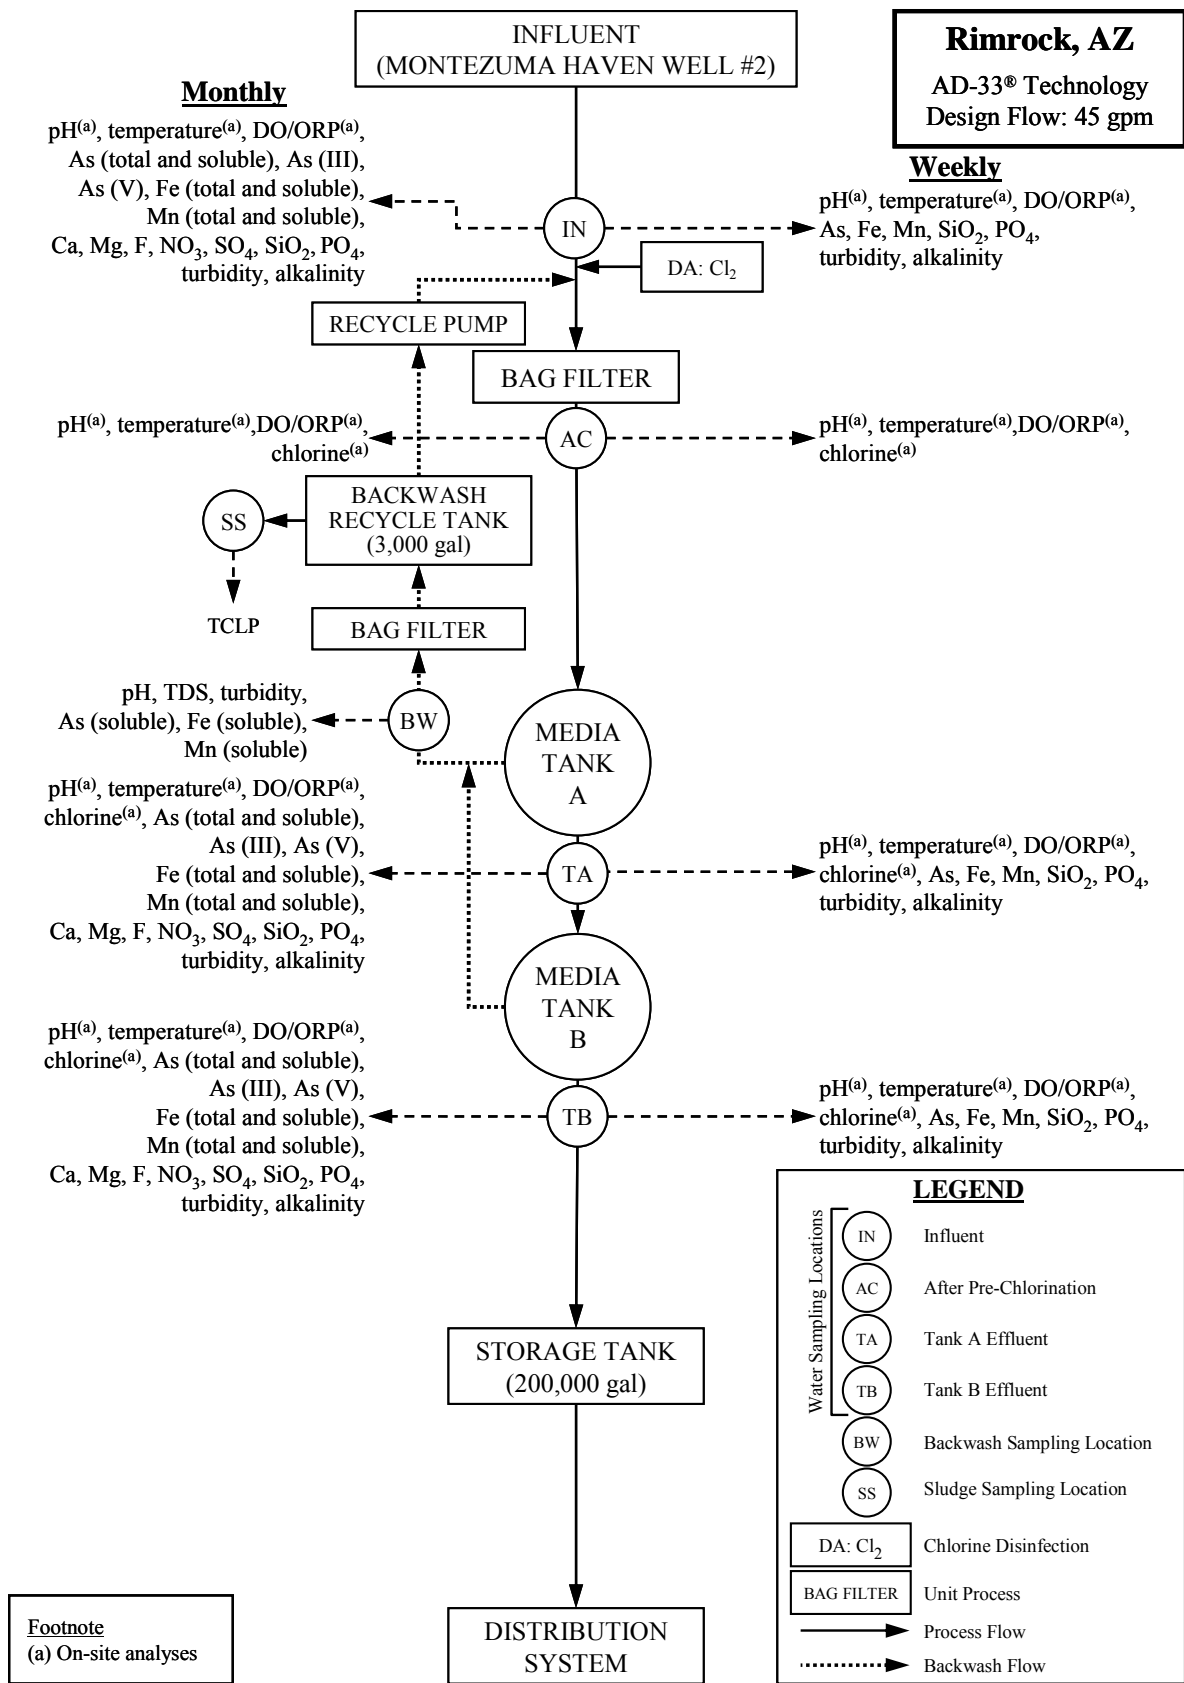 INFLUENT
(MONTEZUMA HAVEN WELL #2)
Rimrock, AZ
AD-33® Technology
Design Flow: 45 gpm
Monthly
pH(a), temperature(a), DO/ORP(a),
As (total and soluble), As (III),
As (V), Fe (total and soluble),
Mn (total and soluble),
Ca, Mg, F, NO3, SO4, SiO2, PO4,
turbidity, alkalinity
IN
Weekly
pH(a), temperature(a), DO/ORP(a),
As, Fe, Mn, SiO2, PO4,
turbidity, alkalinity
DA: Cl2
RECYCLE PUMP
BAG FILTER
pH(a), temperature(a),DO/ORP(a),
chlorine(a)
AC
pH(a), temperature(a),DO/ORP(a),
chlorine(a)
SS
BACKWASH
RECYCLE TANK
(3,000 gal)
TCLP
BAG FILTER
pH, TDS, turbidity,
As (soluble), Fe (soluble),
Mn (soluble)
BW
MEDIA
TANK
A
pH(a), temperature(a), DO/ORP(a),
chlorine(a), As (total and soluble),
As (III), As (V),
Fe (total and soluble),
Mn (total and soluble),
Ca, Mg, F, NO3, SO4, SiO2, PO4,
turbidity, alkalinity
TA
pH(a), temperature(a), DO/ORP(a),
chlorine(a), As, Fe, Mn, SiO2, PO4,
turbidity, alkalinity
MEDIA
TANK
B
pH(a), temperature(a), DO/ORP(a),
chlorine(a), As (total and soluble),
As (III), As (V),
Fe (total and soluble),
Mn (total and soluble),
Ca, Mg, F, NO3, SO4, SiO2, PO4,
turbidity, alkalinity
TB
pH(a), temperature(a), DO/ORP(a),
chlorine(a), As, Fe, Mn, SiO2, PO4,
turbidity, alkalinity
STORAGE TANK
(200,000 gal)
DISTRIBUTION
SYSTEM
LEGEND
Water Sampling Locations
IN Influent
AC After Pre-Chlorination
TA Tank A Effluent
TB Tank B Effluent
BW Backwash Sampling Location
SS Sludge Sampling Location
DA: Cl2 Chlorine Disinfection
BAG FILTER Unit Process
Process Flow
Backwash Flow
Footnote
(a) On-site analyses